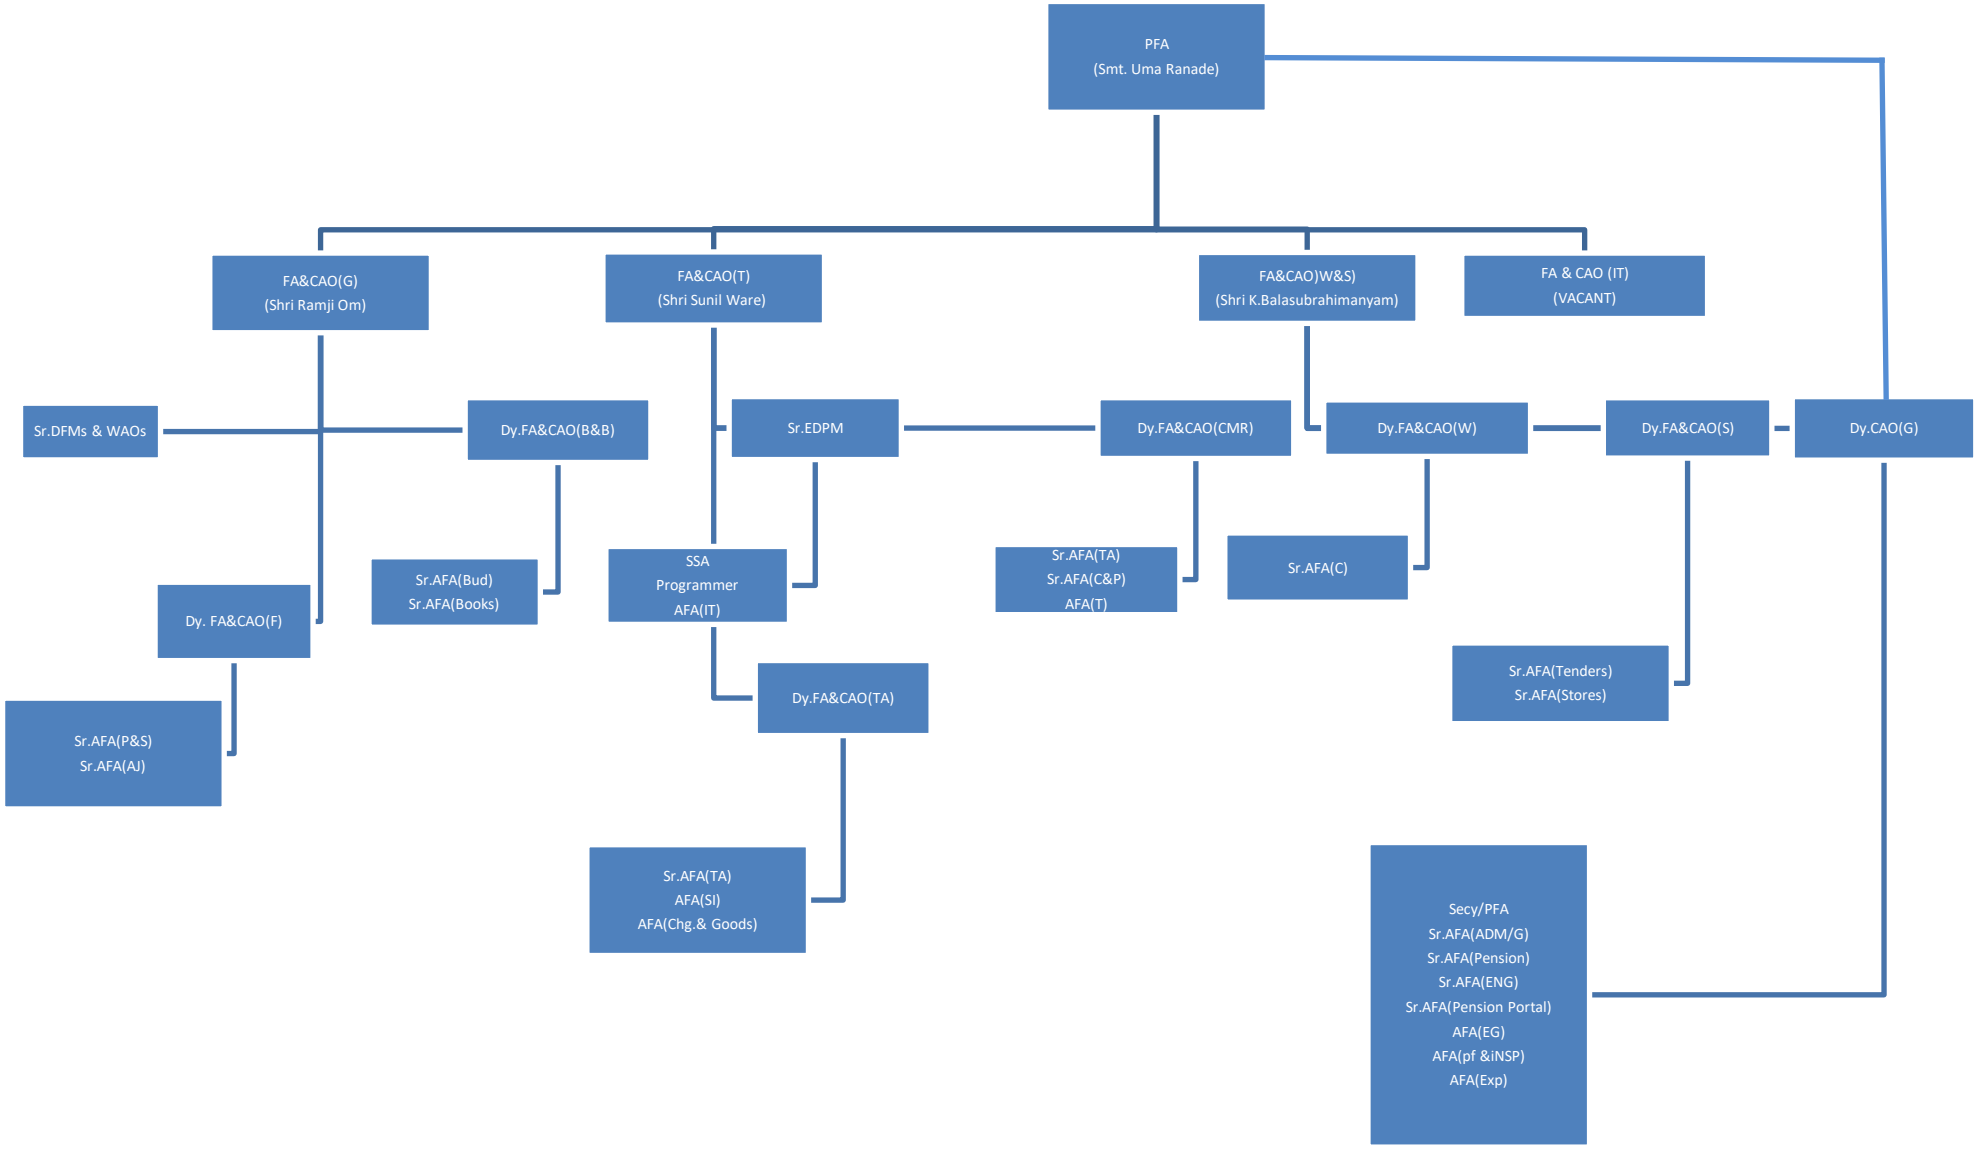 PFA
(Smt. Uma Ranade)
FA&CAO(G)
(Shri Ramji Om)
FA&CAO(T)
(Shri Sunil Ware)
FA&CAO)W&S)
(Shri K.Balasubrahimanyam)
FA & CAO (IT)
(VACANT)
Sr.DFMs & WAOs
Dy.FA&CAO(B&B)
Sr.EDPM
Dy.FA&CAO(CMR)
Dy.FA&CAO(W)
Dy.FA&CAO(S)
Dy.CAO(G)
Sr.AFA(Bud)
Sr.AFA(Books)
SSA
Programmer
AFA(IT)
Sr.AFA(TA)
Sr.AFA(C&P)
AFA(T)
Sr.AFA(C)
Dy. FA&CAO(F)
Dy.FA&CAO(TA)
Sr.AFA(Tenders)
Sr.AFA(Stores)
Sr.AFA(P&S)
Sr.AFA(AJ)
Sr.AFA(TA)
AFA(SI)
AFA(Chg.& Goods)
Secy/PFA
Sr.AFA(ADM/G)
Sr.AFA(Pension)
Sr.AFA(ENG)
Sr.AFA(Pension Portal)
AFA(EG)
AFA(pf &iNSP)
AFA(Exp)